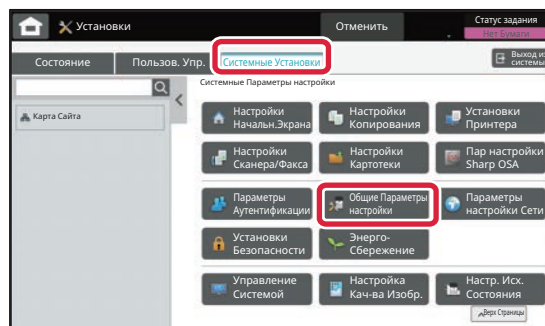 Установки
Отменить
Статус задания
Нет Бумаги
Состояние
Пользов. Упр.
Системные Установки
Выход из
системы
Системные Параметры настройки
Карта Сайта
Настройки
Начальн.Экрана
Настройки
Копирования
Установки
Принтера
Настройки
Сканера/Факса
Настройки
Картотеки
Пар настройки
Sharp OSA
Параметры
Аутентификации
Общие Параметры
настройки
Параметры
настройки Сети
Установки
Безопасности
Энерго-
Сбережение
Управление
Системой
Настройка
Кач-ва Изобр.
Настр. Исх.
Состояния
Верх Страницы